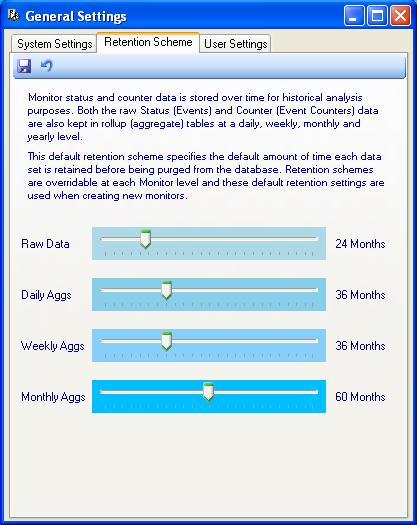 General Settings
System Settings Retention Scheme User Settings
Monitor status and counter data is stored over time for historical analysis
purposes. Both the raw Status (Events) and Counter (Event Counters) data
are also kept in rollup (aggregate) tables at a daily, weekly, monthly and
yearly level.
This default retention scheme specifies the default amount of time each data
set is retained before being purged from the database. Retention schemes
are overridable at each Monitor level and these default retention settings are
used when creating new monitors.
Raw Data 24 Months
Daily Aggs 36 Months
Weekly Aggs 36 Months
Monthly Aggs 60 Months